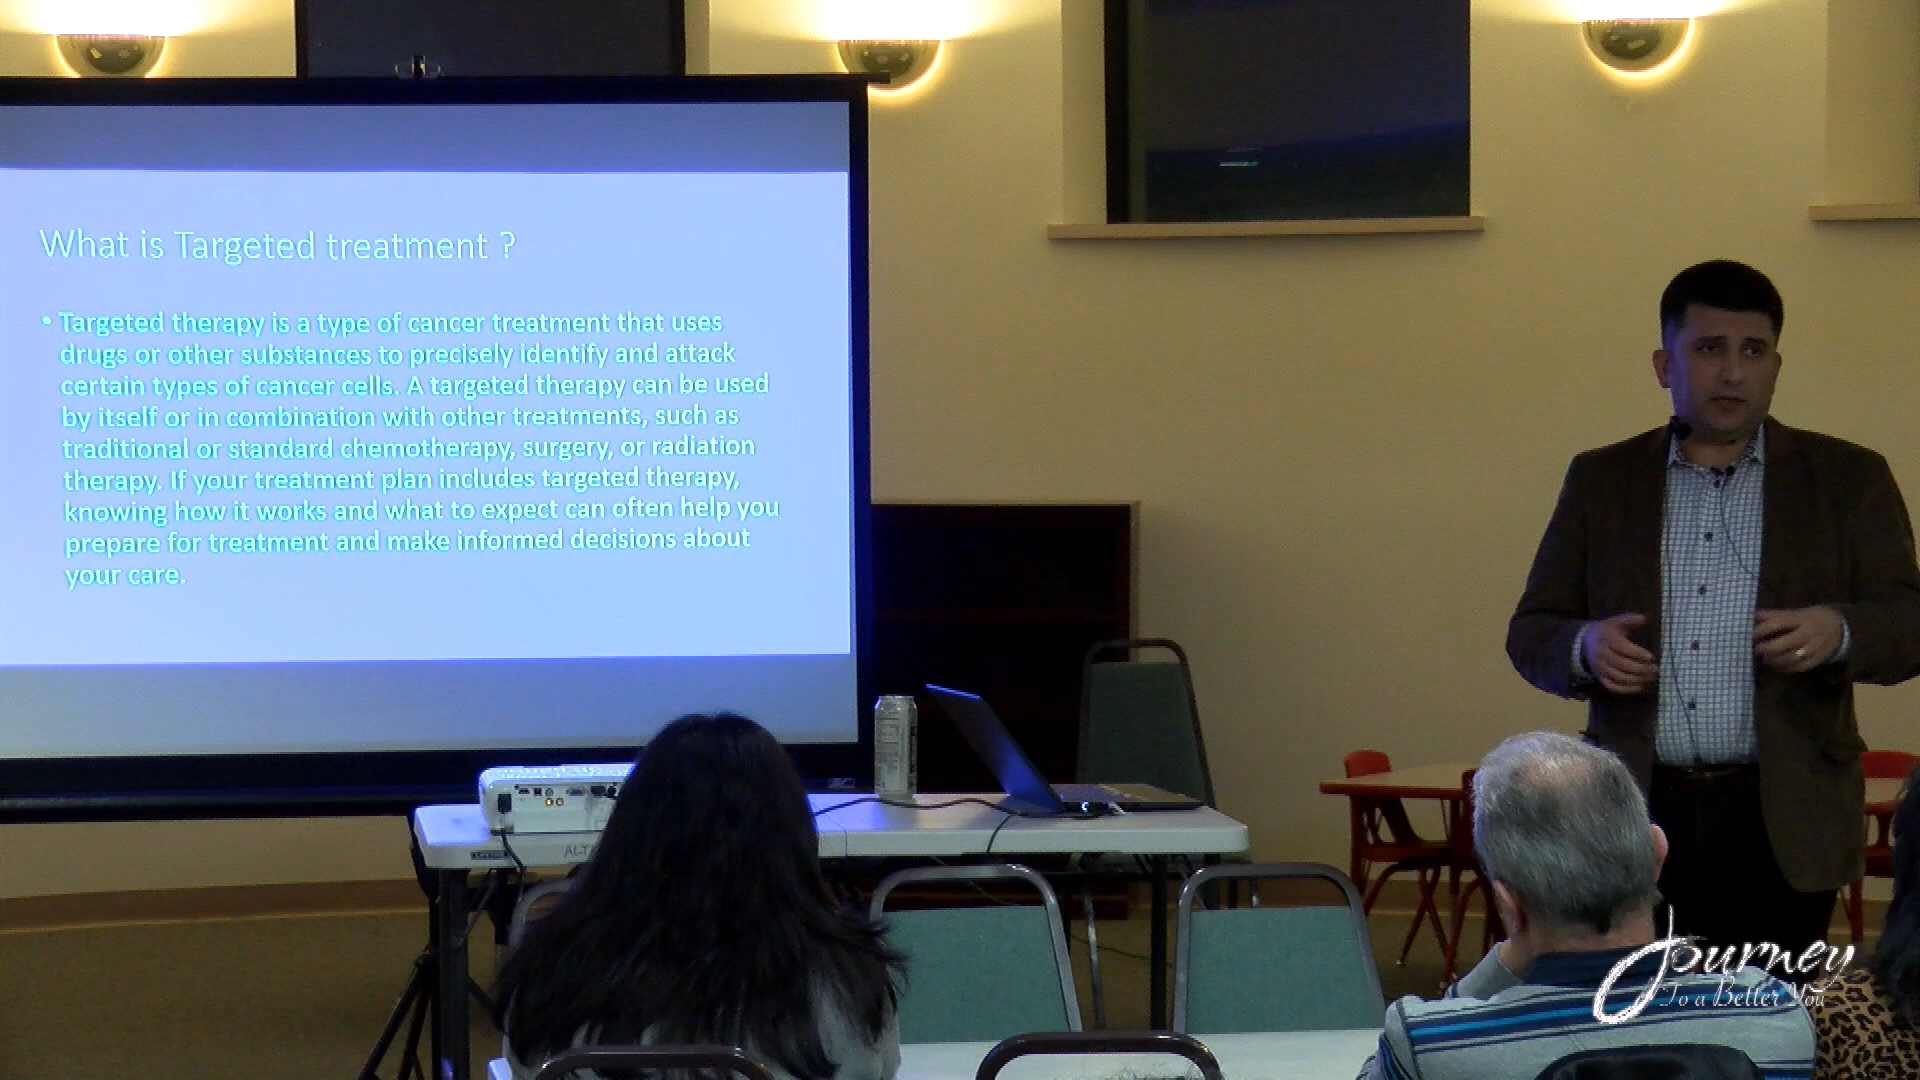 What is Targeted treatment ?
• Targeted therapy is a type of cancer treatment that uses
drugs or other substances to precisely identify and attack
certain types of cancer cells. A targeted therapy can be used
by itself or in combination with other treatments, such as
traditional or standard chemotherapy, surgery, or radiation
therapy. If your treatment plan includes targeted therapy,
knowing how it works and what to expect can often help you
prepare for treatment and make informed decisions about
your care.
Journey
To a Better You